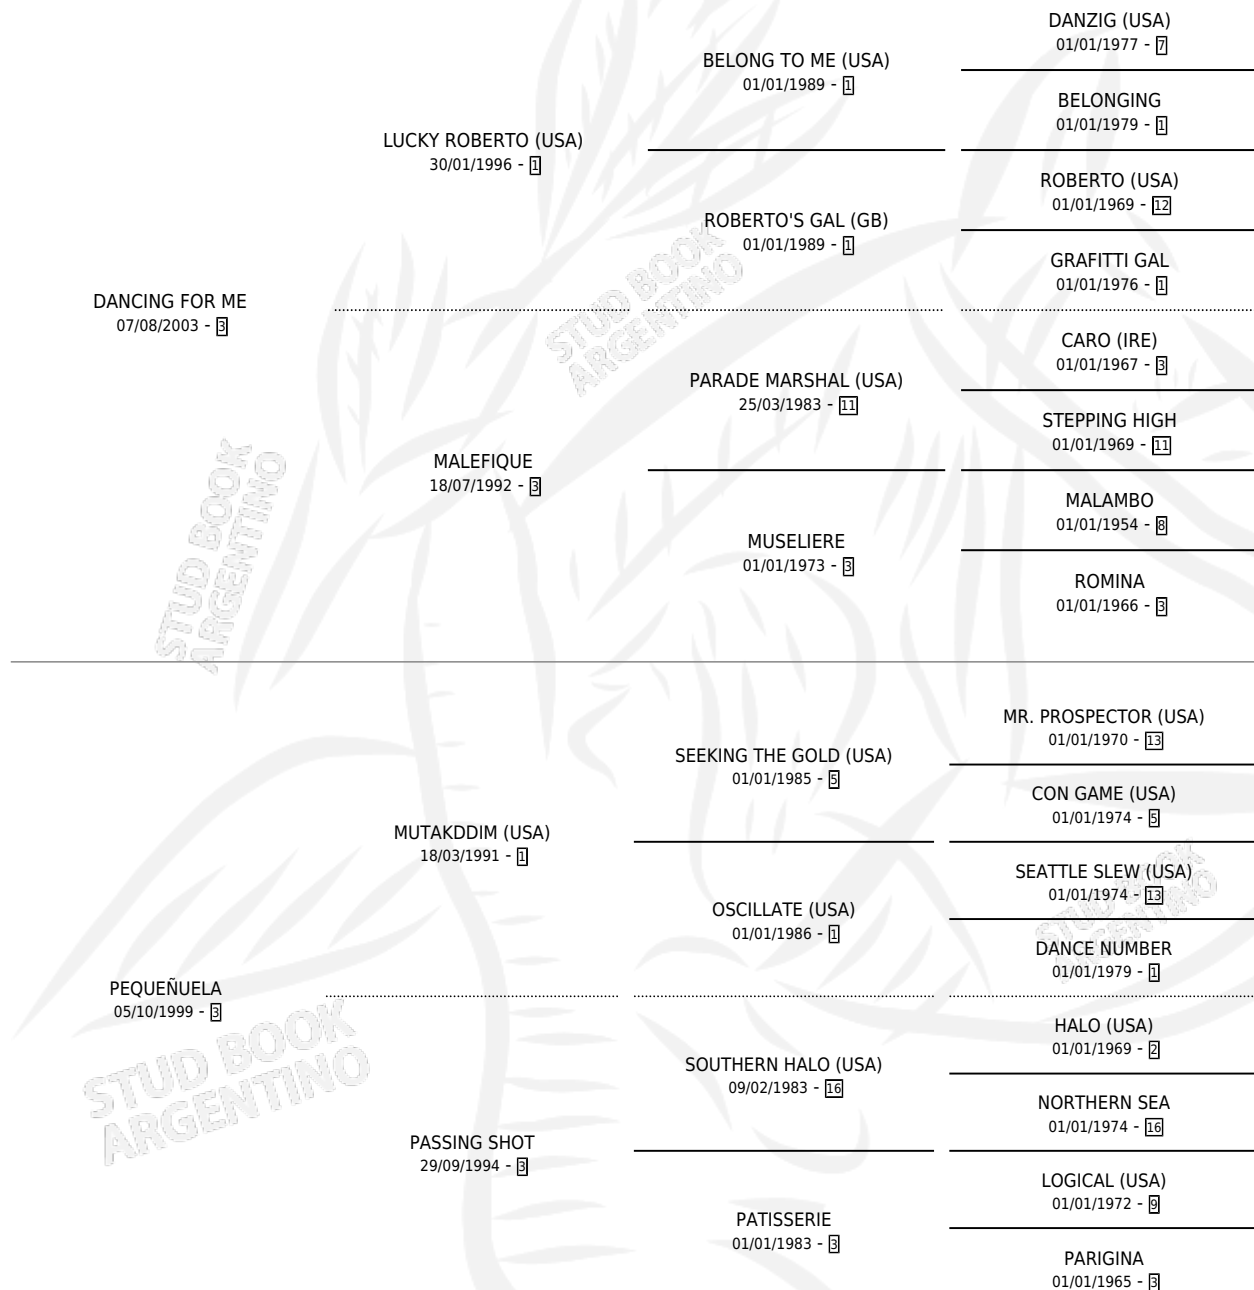 DANCING FOR ME
07/08/2003 - 3
LUCKY ROBERTO (USA)
30/01/1996 - 1
BELONG TO ME (USA)
01/01/1989 - 1
DANZIG (USA)
01/01/1977 - 7
BELONGING
01/01/1979 - 1
ROBERTO'S GAL (GB)
01/01/1989 - 1
ROBERTO (USA)
01/01/1969 - 12
GRAFITTI GAL
01/01/1976 - 1
MALEFIQUE
18/07/1992 - 3
PARADE MARSHAL (USA)
25/03/1983 - 11
CARO (IRE)
01/01/1967 - 3
STEPPING HIGH
01/01/1969 - 11
MUSELIERE
01/01/1973 - 3
MALAMBO
01/01/1954 - 8
ROMINA
01/01/1966 - 3
PEQUEÑUELA
05/10/1999 - 3
MUTAKDDIM (USA)
18/03/1991 - 1
SEEKING THE GOLD (USA)
01/01/1985 - 5
MR. PROSPECTOR (USA)
01/01/1970 - 13
CON GAME (USA)
01/01/1974 - 5
OSCILLATE (USA)
01/01/1986 - 1
SEATTLE SLEW (USA)
01/01/1974 - 13
DANCE NUMBER
01/01/1979 - 1
PASSING SHOT
29/09/1994 - 3
SOUTHERN HALO (USA)
09/02/1983 - 16
HALO (USA)
01/01/1969 - 2
NORTHERN SEA
01/01/1974 - 16
PATISSERIE
01/01/1983 - 3
LOGICAL (USA)
01/01/1972 - 9
PARIGINA
01/01/1965 - 3
STUD BOOK
ARGENTINO
STUD BOOK
ARGENTINO
STUD BOOK
ARGENTINO
STUD BOOK
ARGENTINO